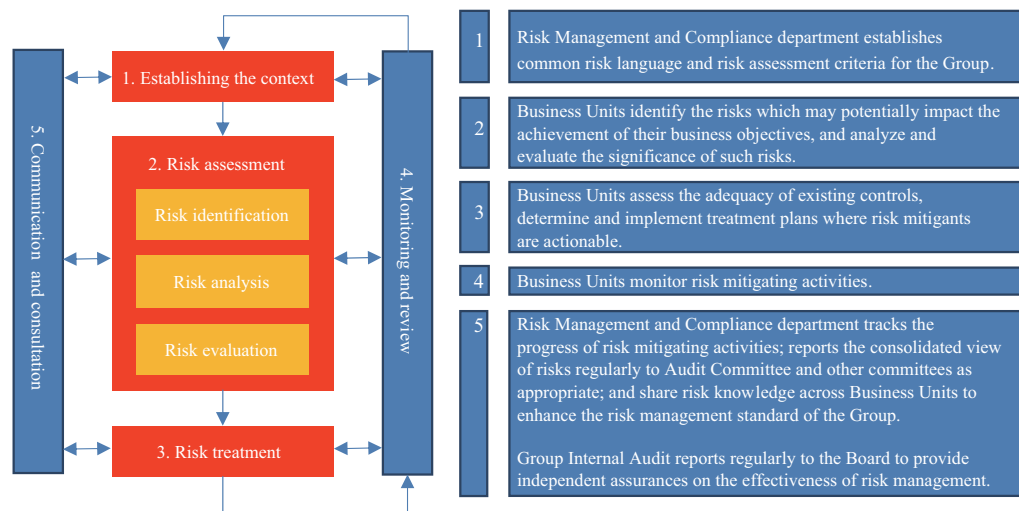 1. Establishing the context
2. Risk assessment
Risk identification
Risk analysis
Risk evaluation
3. Risk treatment
4. Monitoring and review
5. Communication and consultation
1
Risk Management and Compliance department establishes
common risk language and risk assessment criteria for the Group.
2
Business Units identify the risks which may potentially impact the
achievement of their business objectives, and analyze and
evaluate the significance of such risks.
3
Business Units assess the adequacy of existing controls,
determine and implement treatment plans where risk mitigants
are actionable.
4
Business Units monitor risk mitigating activities.
5
Risk Management and Compliance department tracks the
progress of risk mitigating activities; reports the consolidated view
of risks regularly to Audit Committee and other committees as
appropriate; and share risk knowledge across Business Units to
enhance the risk management standard of the Group.
Group Internal Audit reports regularly to the Board to provide
independent assurances on the effectiveness of risk management.